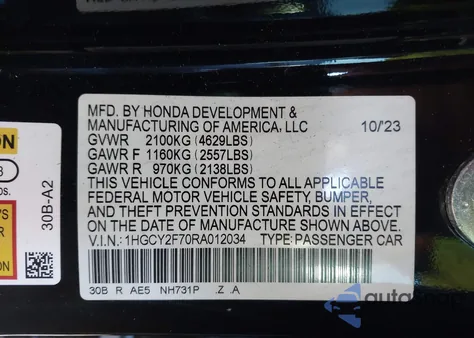 MFD. BY HONDA DEVELOPMENT &
MANUFACTURING OF AMERICA, LLC 10/'23
GVWR 2100KG (4629LBS)
GAWR F 1160KG (2557LBS)
GAWR R 970KG (2138LBS)
THIS VEHICLE CONFORMS TO ALL APPLICABLE
FEDERAL MOTOR VEHICLE SAFETY, BUMPER,
AND THEFT PREVENTION STANDARDS IN EFFECT
ON THE DATE OF MANUFACTURE SHOWN ABOVE.
V.I.N.: 1HGCY2F70RA012034 TYPE: PASSENGER CAR
30B R AE5 NH731P .Z .A
30B-A2